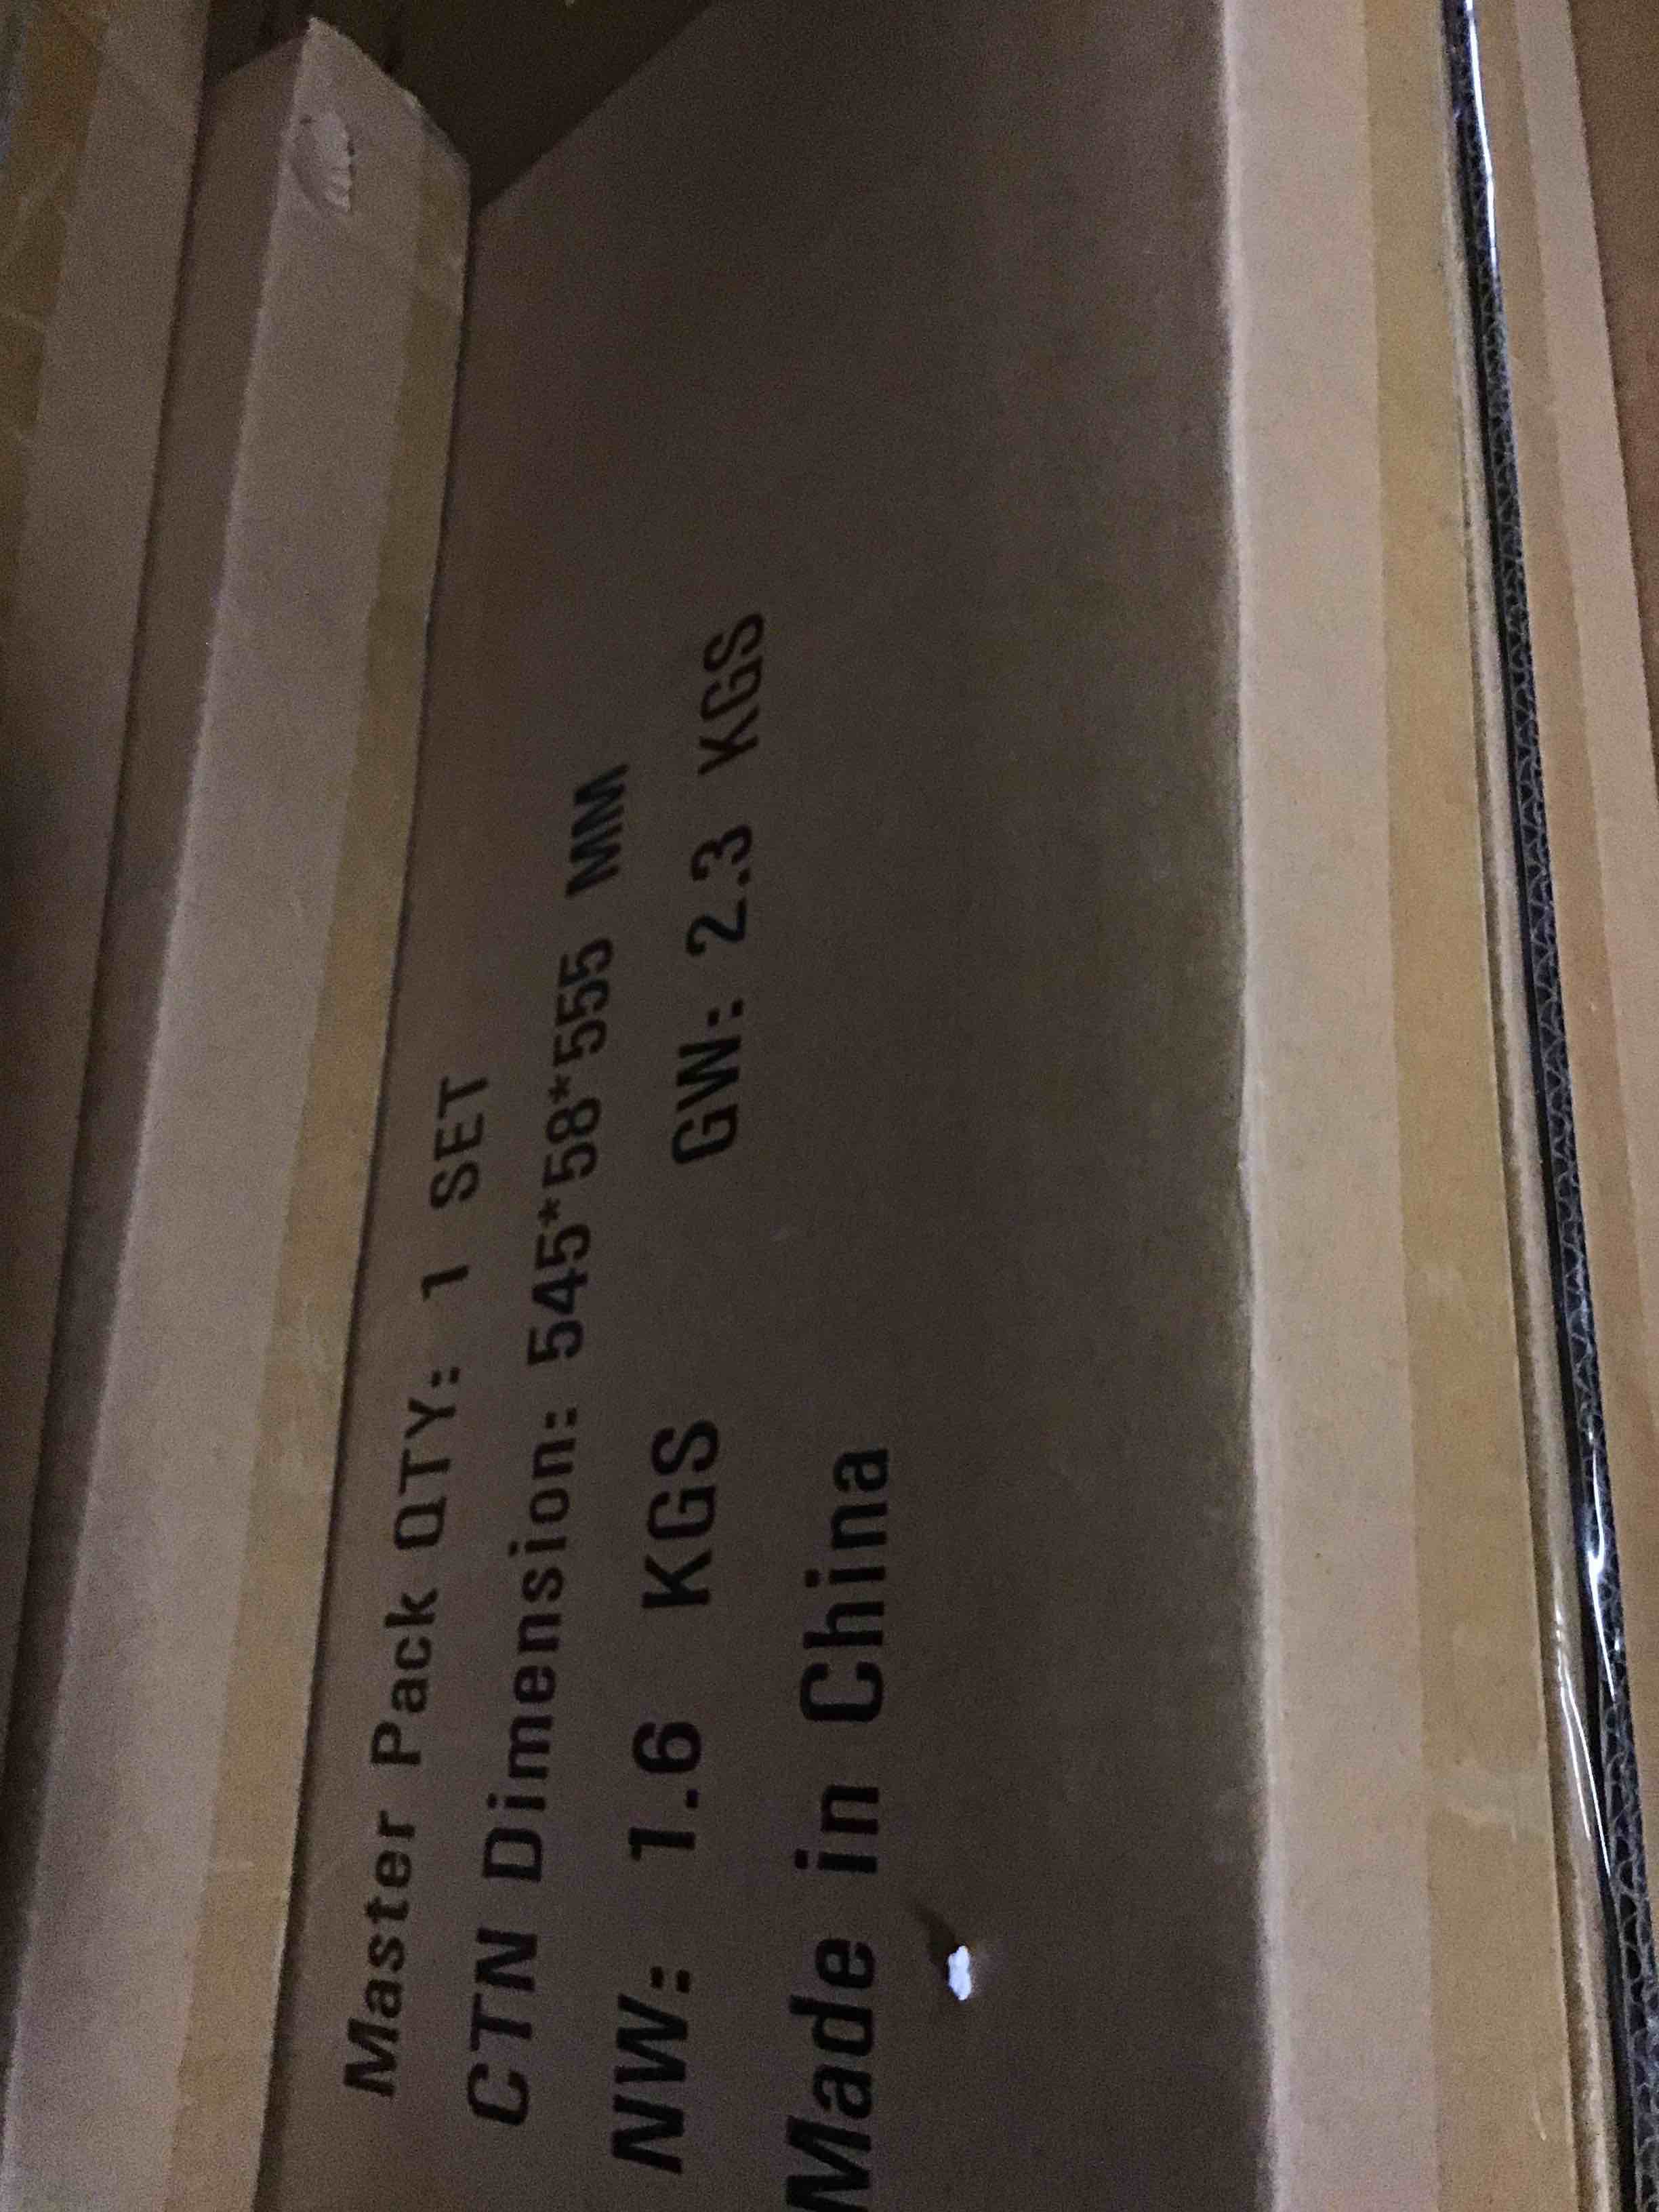 Master Pack QTY: 1 SET
CTN Dimension: 545*58*555 MM
NW: 1.6 KGS GW: 2.3 KGS
Made in China